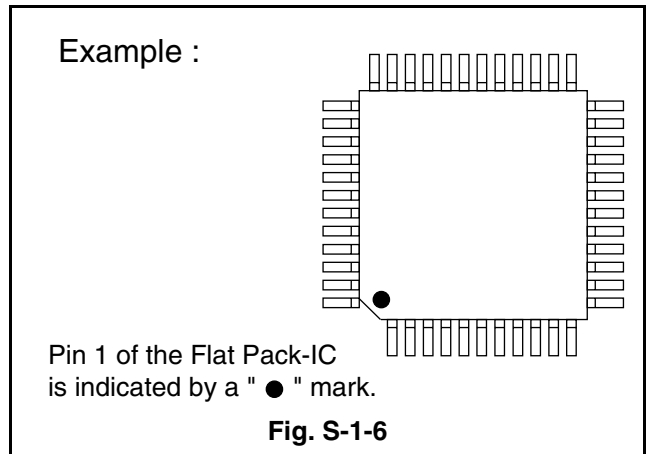 Example :
Pin 1 of the Flat Pack-IC
is indicated by a " ● " mark.
Fig. S-1-6